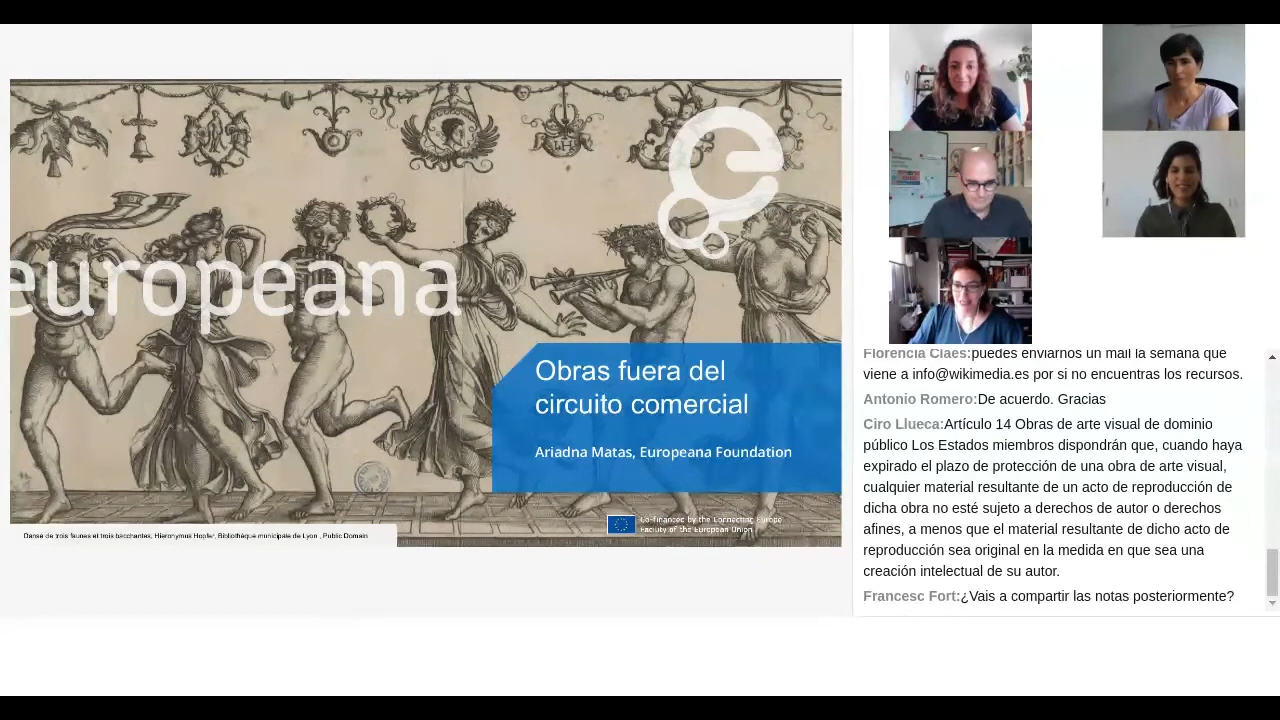 europeana
Obras fuera del
circuito comercial
Ariadna Matas, Europeana Foundation
Co-financed by the Connecting Europe
Facility of the European Union
Danse de trois faunes et trois bacchantes, Hieronymus Hopfer, Bibliothèque municipale de Lyon , Public Domain
Florencia Claes:puedes enviarnos un mail la semana que
viene a info@wikimedia.es por si no encuentras los recursos.
Antonio Romero:De acuerdo. Gracias
Ciro Llueca:Artículo 14 Obras de arte visual de dominio
público Los Estados miembros dispondrán que, cuando haya
expirado el plazo de protección de una obra de arte visual,
cualquier material resultante de un acto de reproducción de
dicha obra no esté sujeto a derechos de autor o derechos
afines, a menos que el material resultante de dicho acto de
reproducción sea original en la medida en que sea una
creación intelectual de su autor.
Francesc Fort:¿Vais a compartir las notas posteriormente?